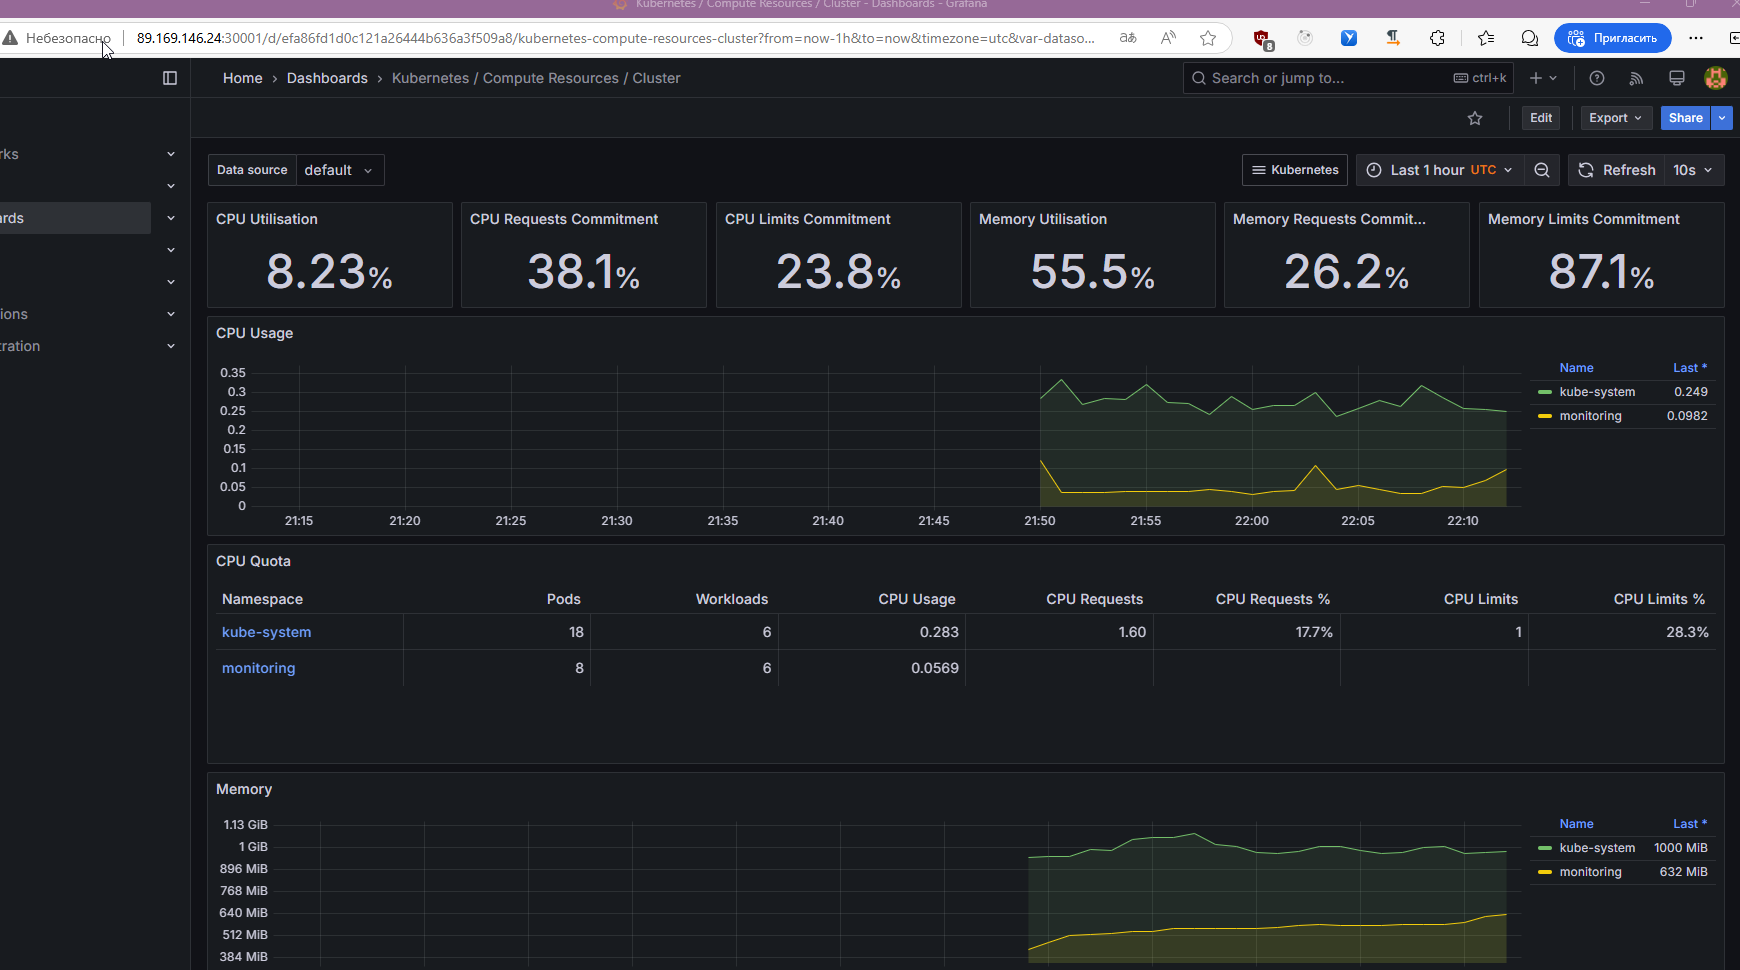 Kubernetes / Compute Resources / Cluster - Dashboards - Grafana
Небезопасно
89.169.146.24:30001/d/efa86fd1d0c121a26444b636a3f509a8/kubernetes-compute-resources-cluster?from=now-1h&to=now&timezone=utc&var-dataso...
8
Пригласить
Home › Dashboards › Kubernetes / Compute Resources / Cluster
Search or jump to... ctrl+k
Edit Export Share
rks
ards
ions
tration
Data source default
Kubernetes Last 1 hour UTC Refresh 10s
CPU Utilisation
8.23%
CPU Requests Commitment
38.1%
CPU Limits Commitment
23.8%
Memory Utilisation
55.5%
Memory Requests Commit...
26.2%
Memory Limits Commitment
87.1%
CPU Usage
0.35
0.3
0.25
0.2
0.15
0.1
0.05
0
21:15 21:20 21:25 21:30 21:35 21:40 21:45 21:50 21:55 22:00 22:05 22:10
Name Last *
kube-system 0.249
monitoring 0.0982
CPU Quota
Namespace Pods Workloads CPU Usage CPU Requests CPU Requests % CPU Limits CPU Limits %
kube-system 18 6 0.283 1.60 17.7% 1 28.3%
monitoring 8 6 0.0569
Memory
1.13 GiB
1 GiB
896 MiB
768 MiB
640 MiB
512 MiB
384 MiB
Name Last *
kube-system 1000 MiB
monitoring 632 MiB